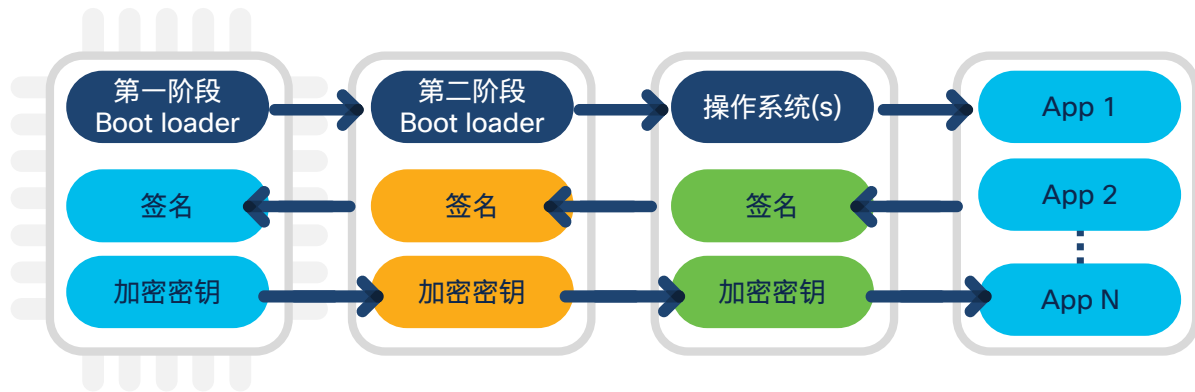 第一阶段
Boot loader
第二阶段
Boot loader
操作系统(s)
App 1
签名
签名
签名
App 2
加密密钥
加密密钥
加密密钥
App N